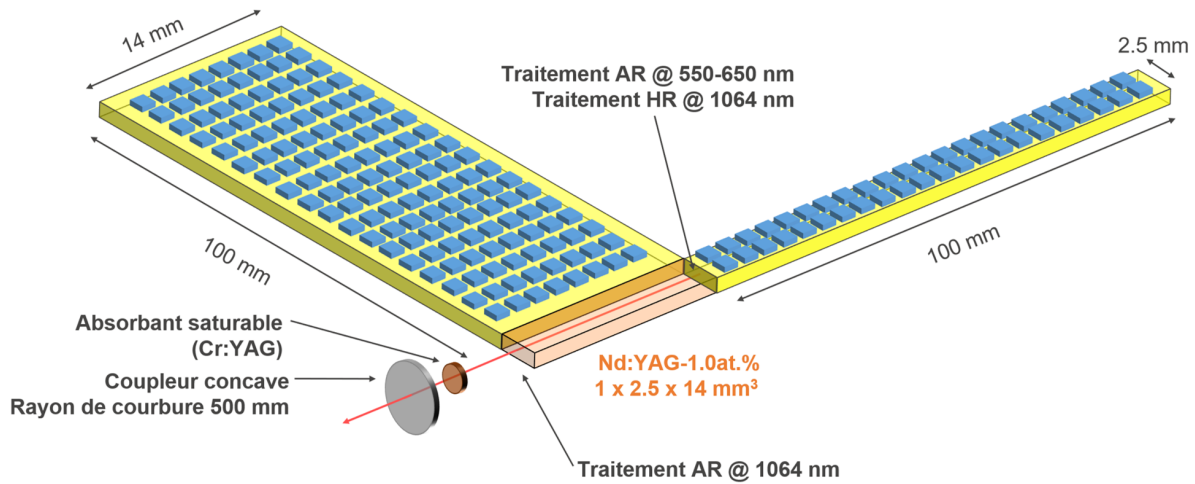 14 mm
2.5 mm
Traitement AR @ 550-650 nm
Traitement HR @ 1064 nm
100 mm
100 mm
Absorbant saturable
(Cr:YAG)
Coupleur concave
Rayon de courbure 500 mm
Nd:YAG-1.0at.%
1 x 2.5 x 14 mm³
Traitement AR @ 1064 nm